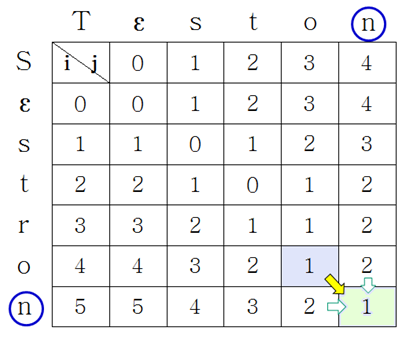 T ε s t o n
S i j 0 1 2 3 4
ε 0 0 1 2 3 4
s 1 1 0 1 2 3
t 2 2 1 0 1 2
r 3 3 2 1 1 2
o 4 4 3 2 1 2
n 5 5 4 3 2 1